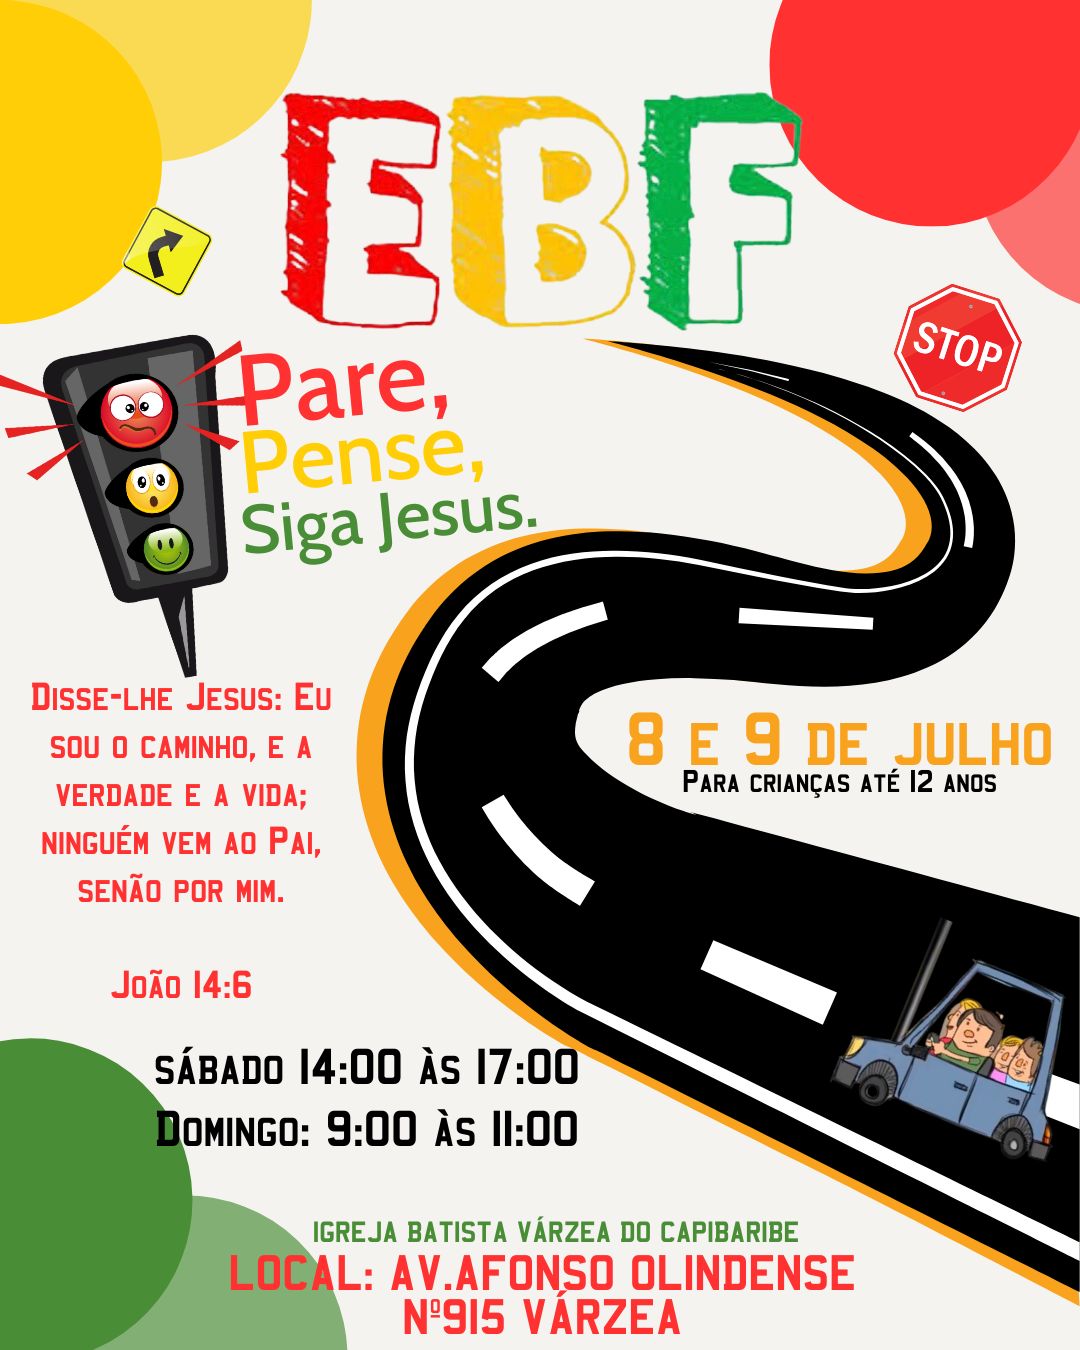 EBF
STOP
Pare,
Pense,
Siga Jesus.
Disse-lhe Jesus: Eu
sou o caminho, e a
verdade e a vida;
ninguém vem ao Pai,
senão por mim.
João 14:6
8 e 9 de julho
Para crianças até 12 anos
sábado 14:00 às 17:00
Domingo: 9:00 às 11:00
IGREJA BATISTA VÁRZEA DO CAPIBARIBE
LOCAL: AV.AFONSO OLINDENSE
Nº915 VÁRZEA